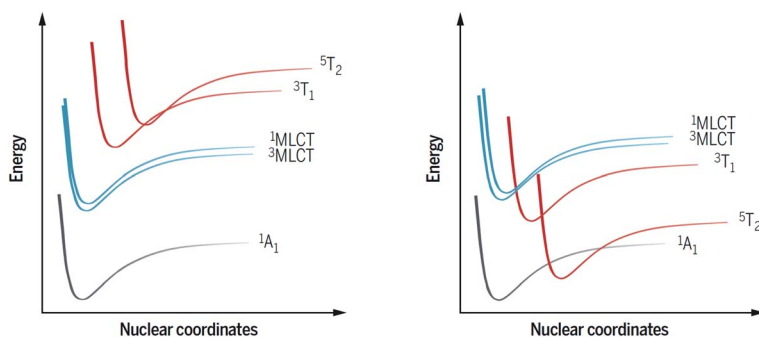 ⁵T₂
³T₁
¹MLCT
³MLCT
¹A₁
Energy
Nuclear coordinates
¹MLCT
³MLCT
³T₁
⁵T₂
¹A₁
Energy
Nuclear coordinates